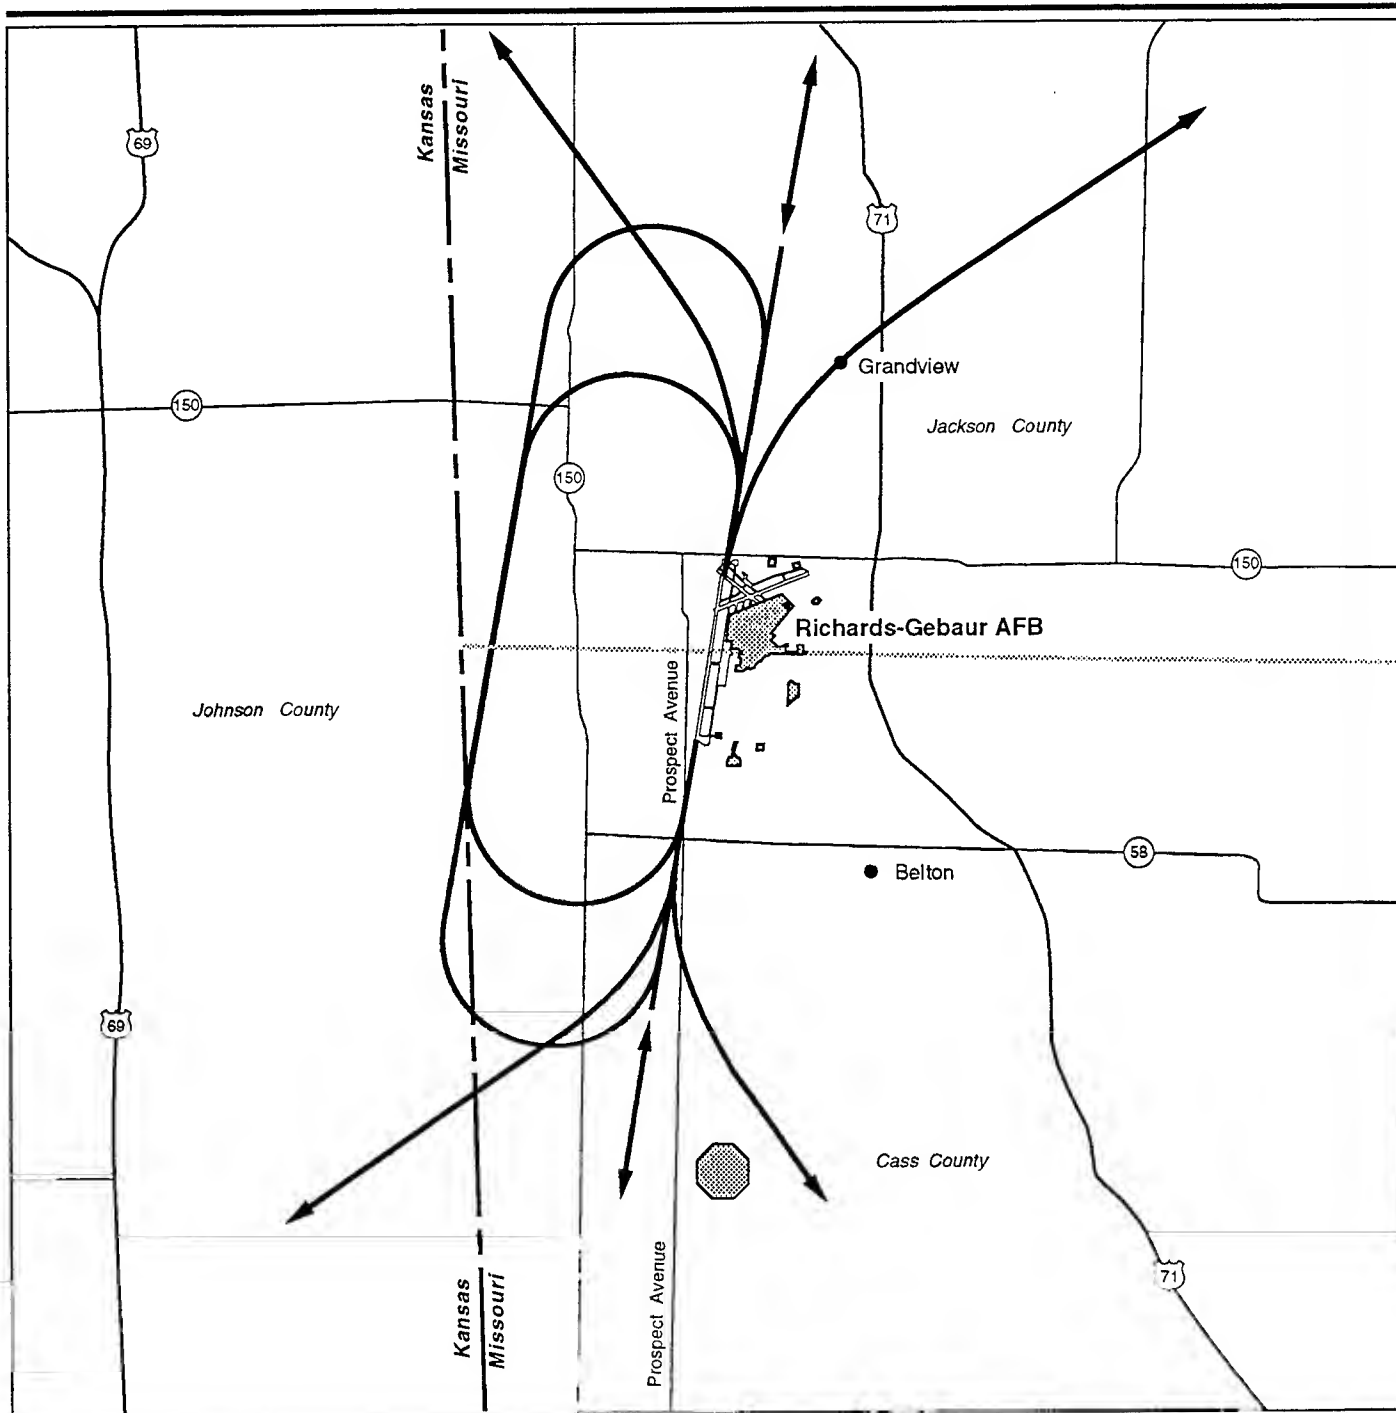 Kansas
Missouri
69
71
Grandview
150
Jackson County
150
150
Richards-Gebaur AFB
Prospect Avenue
Johnson County
58
Belton
69
Cass County
Prospect Avenue
Kansas
Missouri
71